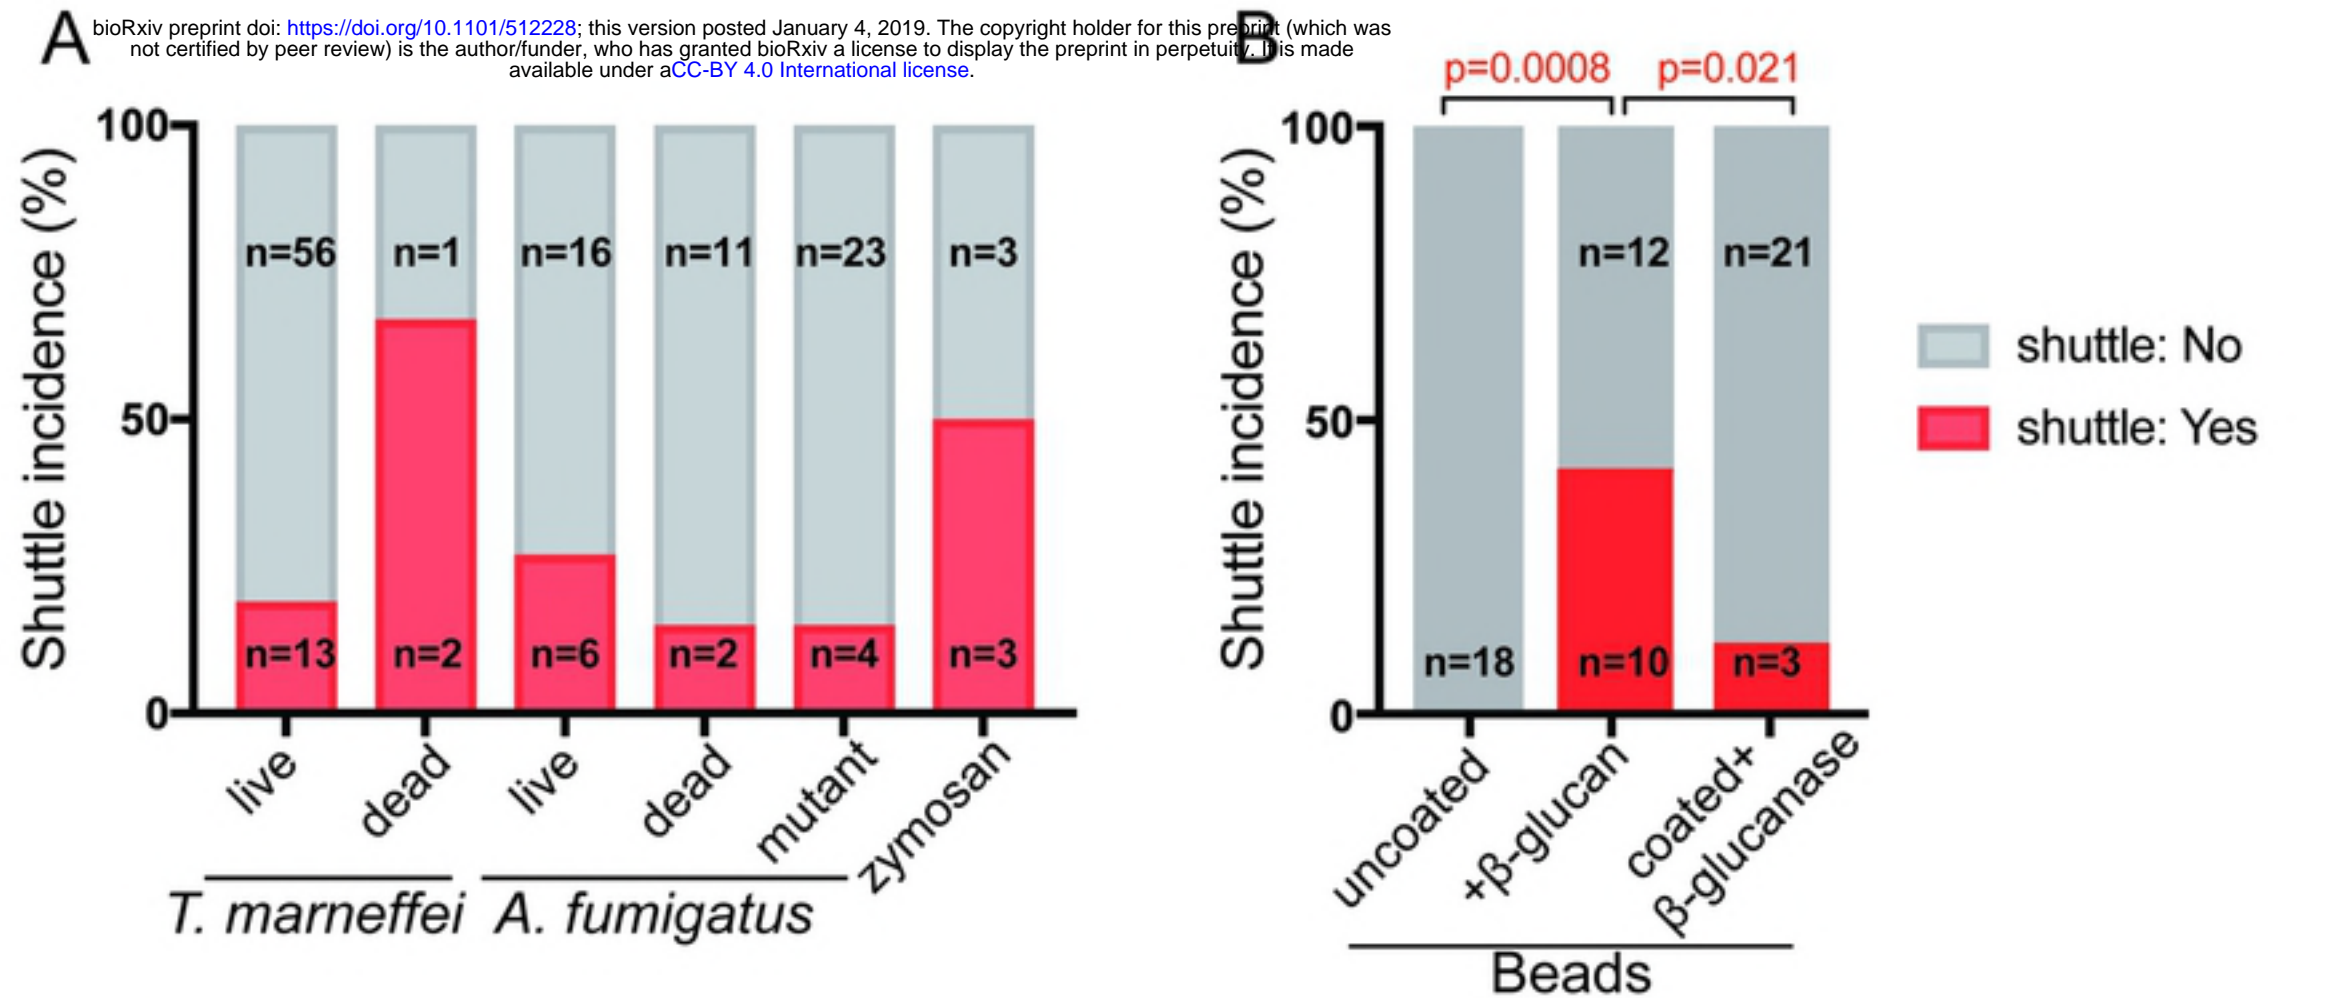 A
bioRxiv preprint doi: https://doi.org/10.1101/512228; this version posted January 4, 2019. The copyright holder for this preprint (which was
not certified by peer review) is the author/funder, who has granted bioRxiv a license to display the preprint in perpetuity. It is made
available under aCC-BY 4.0 International license.
Shuttle incidence (%)
100
50
0
n=56
n=1
n=16
n=11
n=23
n=3
n=13
n=2
n=6
n=2
n=4
n=3
live
dead
live
dead
mutant
zymosan
T. marneffei
A. fumigatus
B
p=0.0008
p=0.021
Shuttle incidence (%)
100
50
0
n=12
n=21
n=18
n=10
n=3
uncoated
+β-glucan
coated+
β-glucanase
Beads
shuttle: No
shuttle: Yes